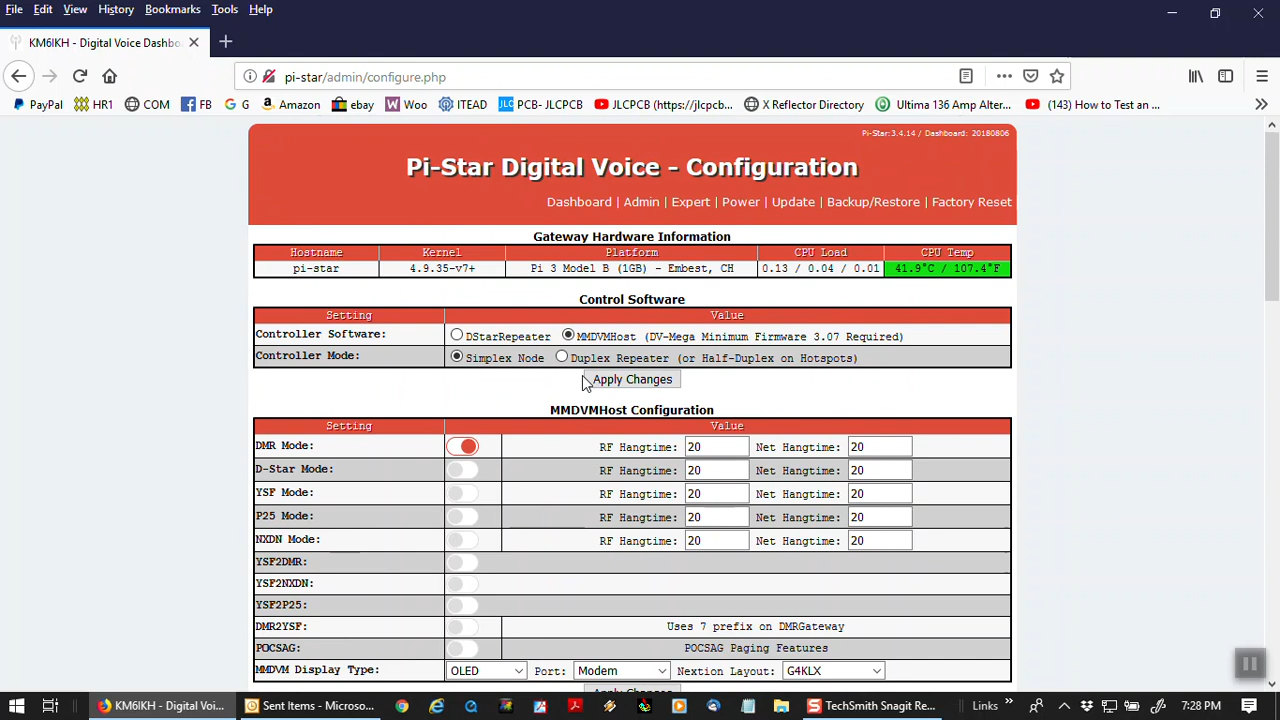 File Edit View History Bookmarks Tools Help
KM6IKH - Digital Voice Dashbo
pi-star/admin/configure.php
PayPal HR1 COM FB G Amazon ebay Woo ITEAD PCB- JLCPCB JLCPCB (https://jlcpcb... X Reflector Directory Ultima 136 Amp Alter... (143) How to Test an ...
Pi-Star:3.4.14 / Dashboard: 20180806
Pi-Star Digital Voice - Configuration
Dashboard | Admin | Expert | Power | Update | Backup/Restore | Factory Reset
Gateway Hardware Information
Hostname Kernel Platform CPU Load CPU Temp
pi-star 4.9.35-v7+ Pi 3 Model B (1GB) - Embest, CH 0.13 / 0.04 / 0.01 41.9°C / 107.4°F
Control Software
Setting Value
Controller Software: DStarRepeater MMDVMHost (DV-Mega Minimum Firmware 3.07 Required)
Controller Mode: Simplex Node Duplex Repeater (or Half-Duplex on Hotspots)
Apply Changes
MMDVMHost Configuration
Setting Value
DMR Mode: RF Hangtime: 20 Net Hangtime: 20
D-Star Mode: RF Hangtime: 20 Net Hangtime: 20
YSF Mode: RF Hangtime: 20 Net Hangtime: 20
P25 Mode: RF Hangtime: 20 Net Hangtime: 20
NXDN Mode: RF Hangtime: 20 Net Hangtime: 20
YSF2DMR:
YSF2NXDN:
YSF2P25:
DMR2YSF: Uses 7 prefix on DMRGateway
POCSAG: POCSAG Paging Features
MMDVM Display Type: OLED Port: Modem Nextion Layout: G4KLX
Apply Changes
KM6IKH - Digital Voi... Sent Items - Microso... TechSmith Snagit Re... Links 7:28 PM